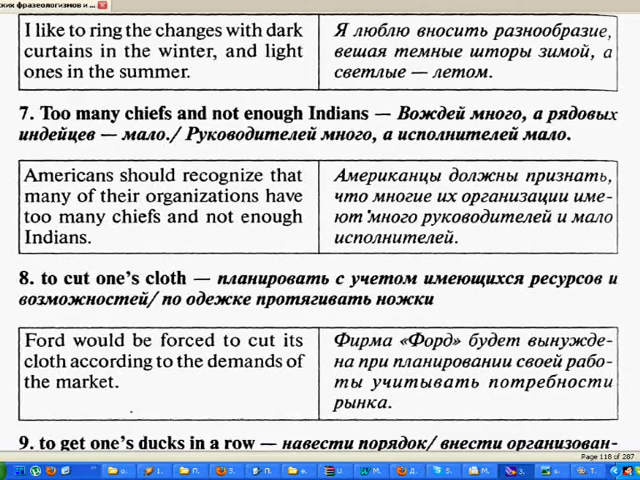 ских фразеологизмов и ...
I like to ring the changes with dark
curtains in the winter, and light
ones in the summer.
Я люблю вносить разнообразие,
вешая темные шторы зимой, а
светлые — летом.
7. Too many chiefs and not enough Indians — Вождей много, а рядовых
индейцев — мало./ Руководителей много, а исполнителей мало.
Americans should recognize that
many of their organizations have
too many chiefs and not enough
Indians.
Американцы должны признать,
что многие их организации име-
ют много руководителей и мало
исполнителей.
8. to cut one's cloth — планировать с учетом имеющихся ресурсов и
возможностей/ по одежке протягивать ножки
Ford would be forced to cut its
cloth according to the demands of
the market.
Фирма «Форд» будет вынужде-
на при планировании своей рабо-
ты учитывать потребности
рынка.
9. to get one's ducks in a row — навести порядок/ внести организован-
Page 118 of 287